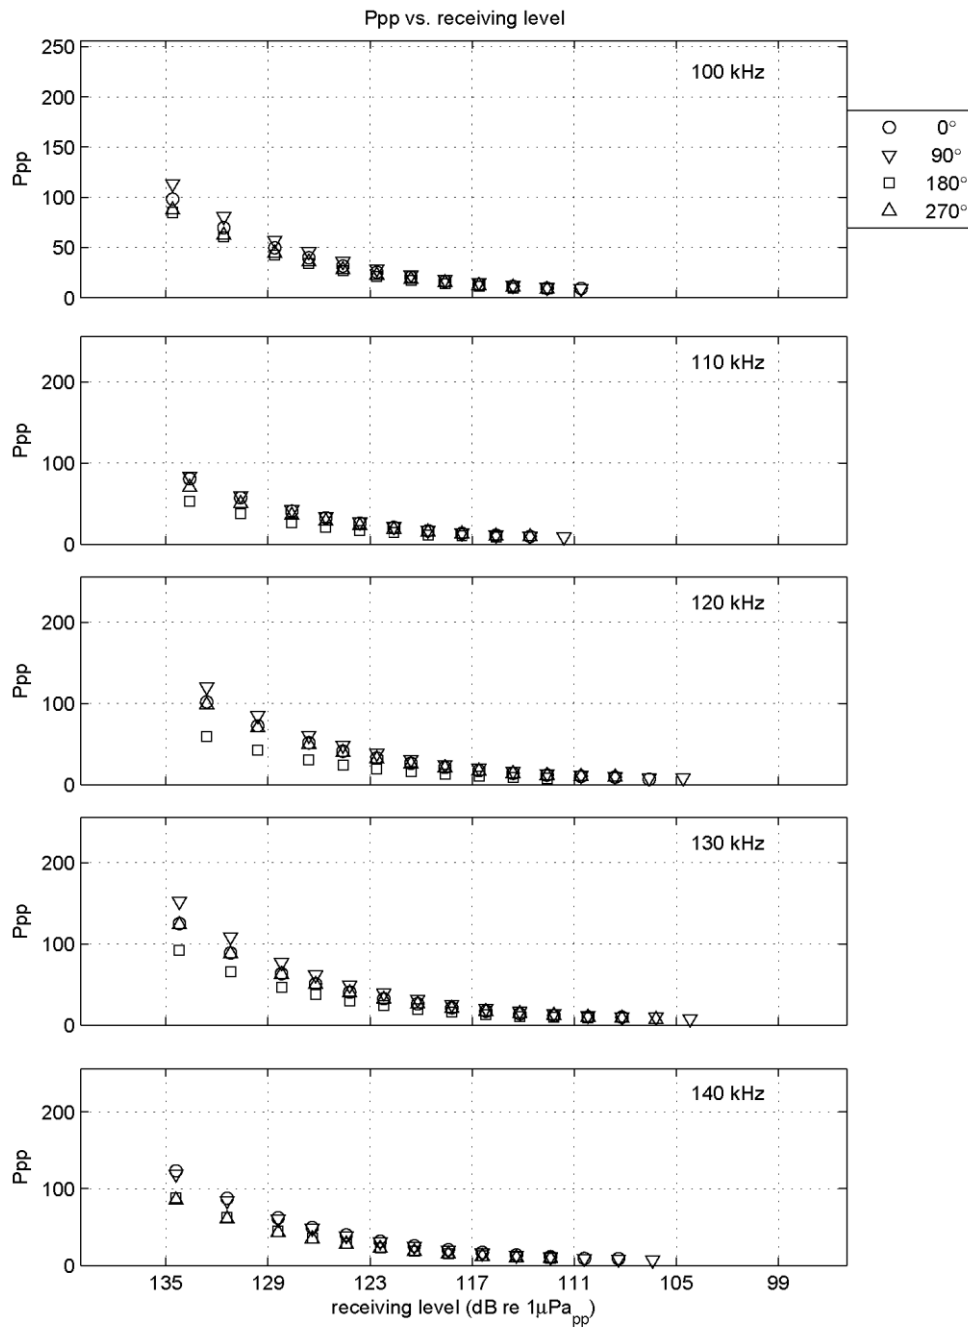 Ppp vs. receiving level
250
200
150
100
50
0
Ppp
100 kHz
0°
90°
180°
270°
200
100
0
Ppp
110 kHz
200
100
0
Ppp
120 kHz
200
100
0
Ppp
130 kHz
200
100
0
Ppp
140 kHz
135 129 123 117 111 105 99
receiving level (dB re 1μPapp)